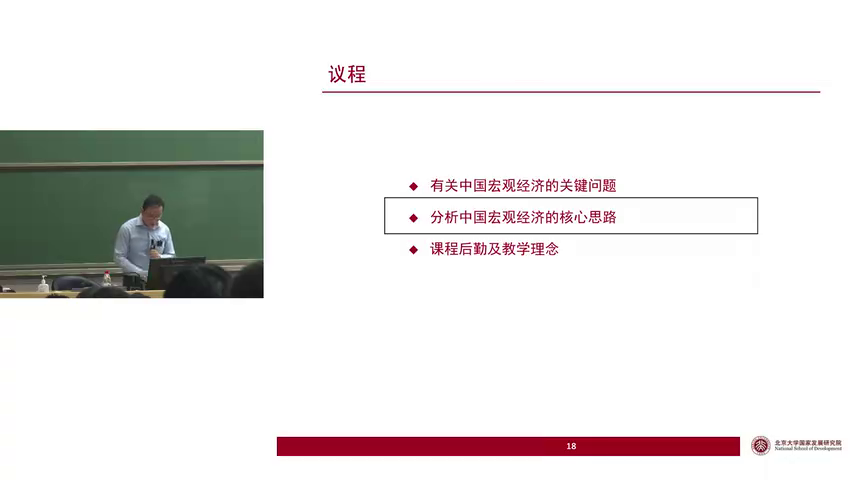 议程
◆ 有关中国宏观经济的关键问题
◆ 分析中国宏观经济的核心思路
◆ 课程后勤及教学理念
18
北京大学国家发展研究院
National School of Development